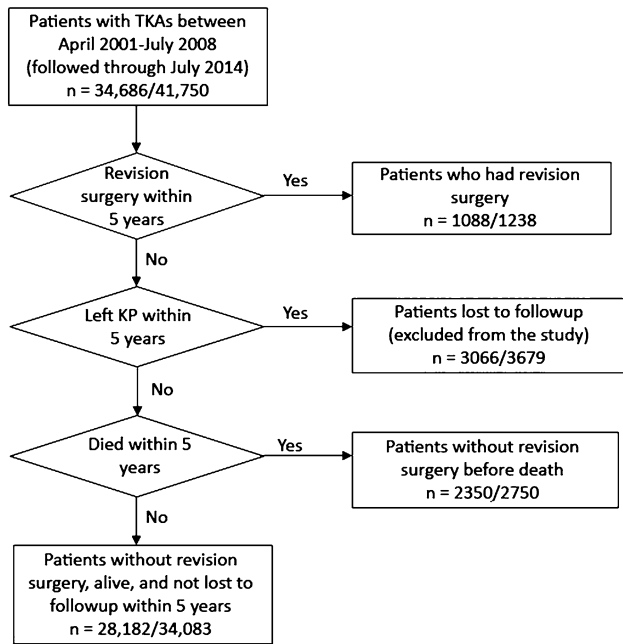 Patients with TKAs between
April 2001-July 2008
(followed through July 2014)
n = 34,686/41,750
Revision
surgery within
5 years
Yes
Patients who had revision
surgery
n = 1088/1238
No
Left KP within
5 years
Yes
Patients lost to followup
(excluded from the study)
n = 3066/3679
No
Died within 5
years
Yes
Patients without revision
surgery before death
n = 2350/2750
No
Patients without revision
surgery, alive, and not lost to
followup within 5 years
n = 28,182/34,083